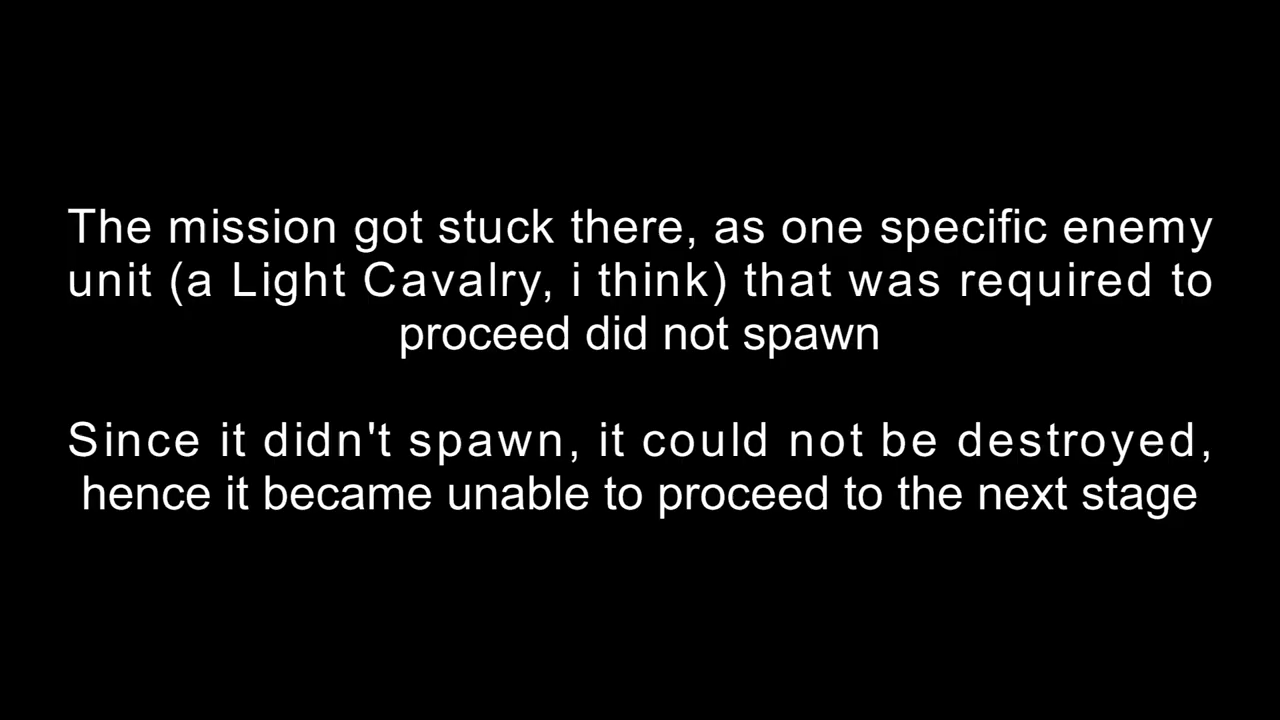 The mission got stuck there, as one specific enemy
unit (a Light Cavalry, i think) that was required to
proceed did not spawn
Since it didn't spawn, it could not be destroyed,
hence it became unable to proceed to the next stage